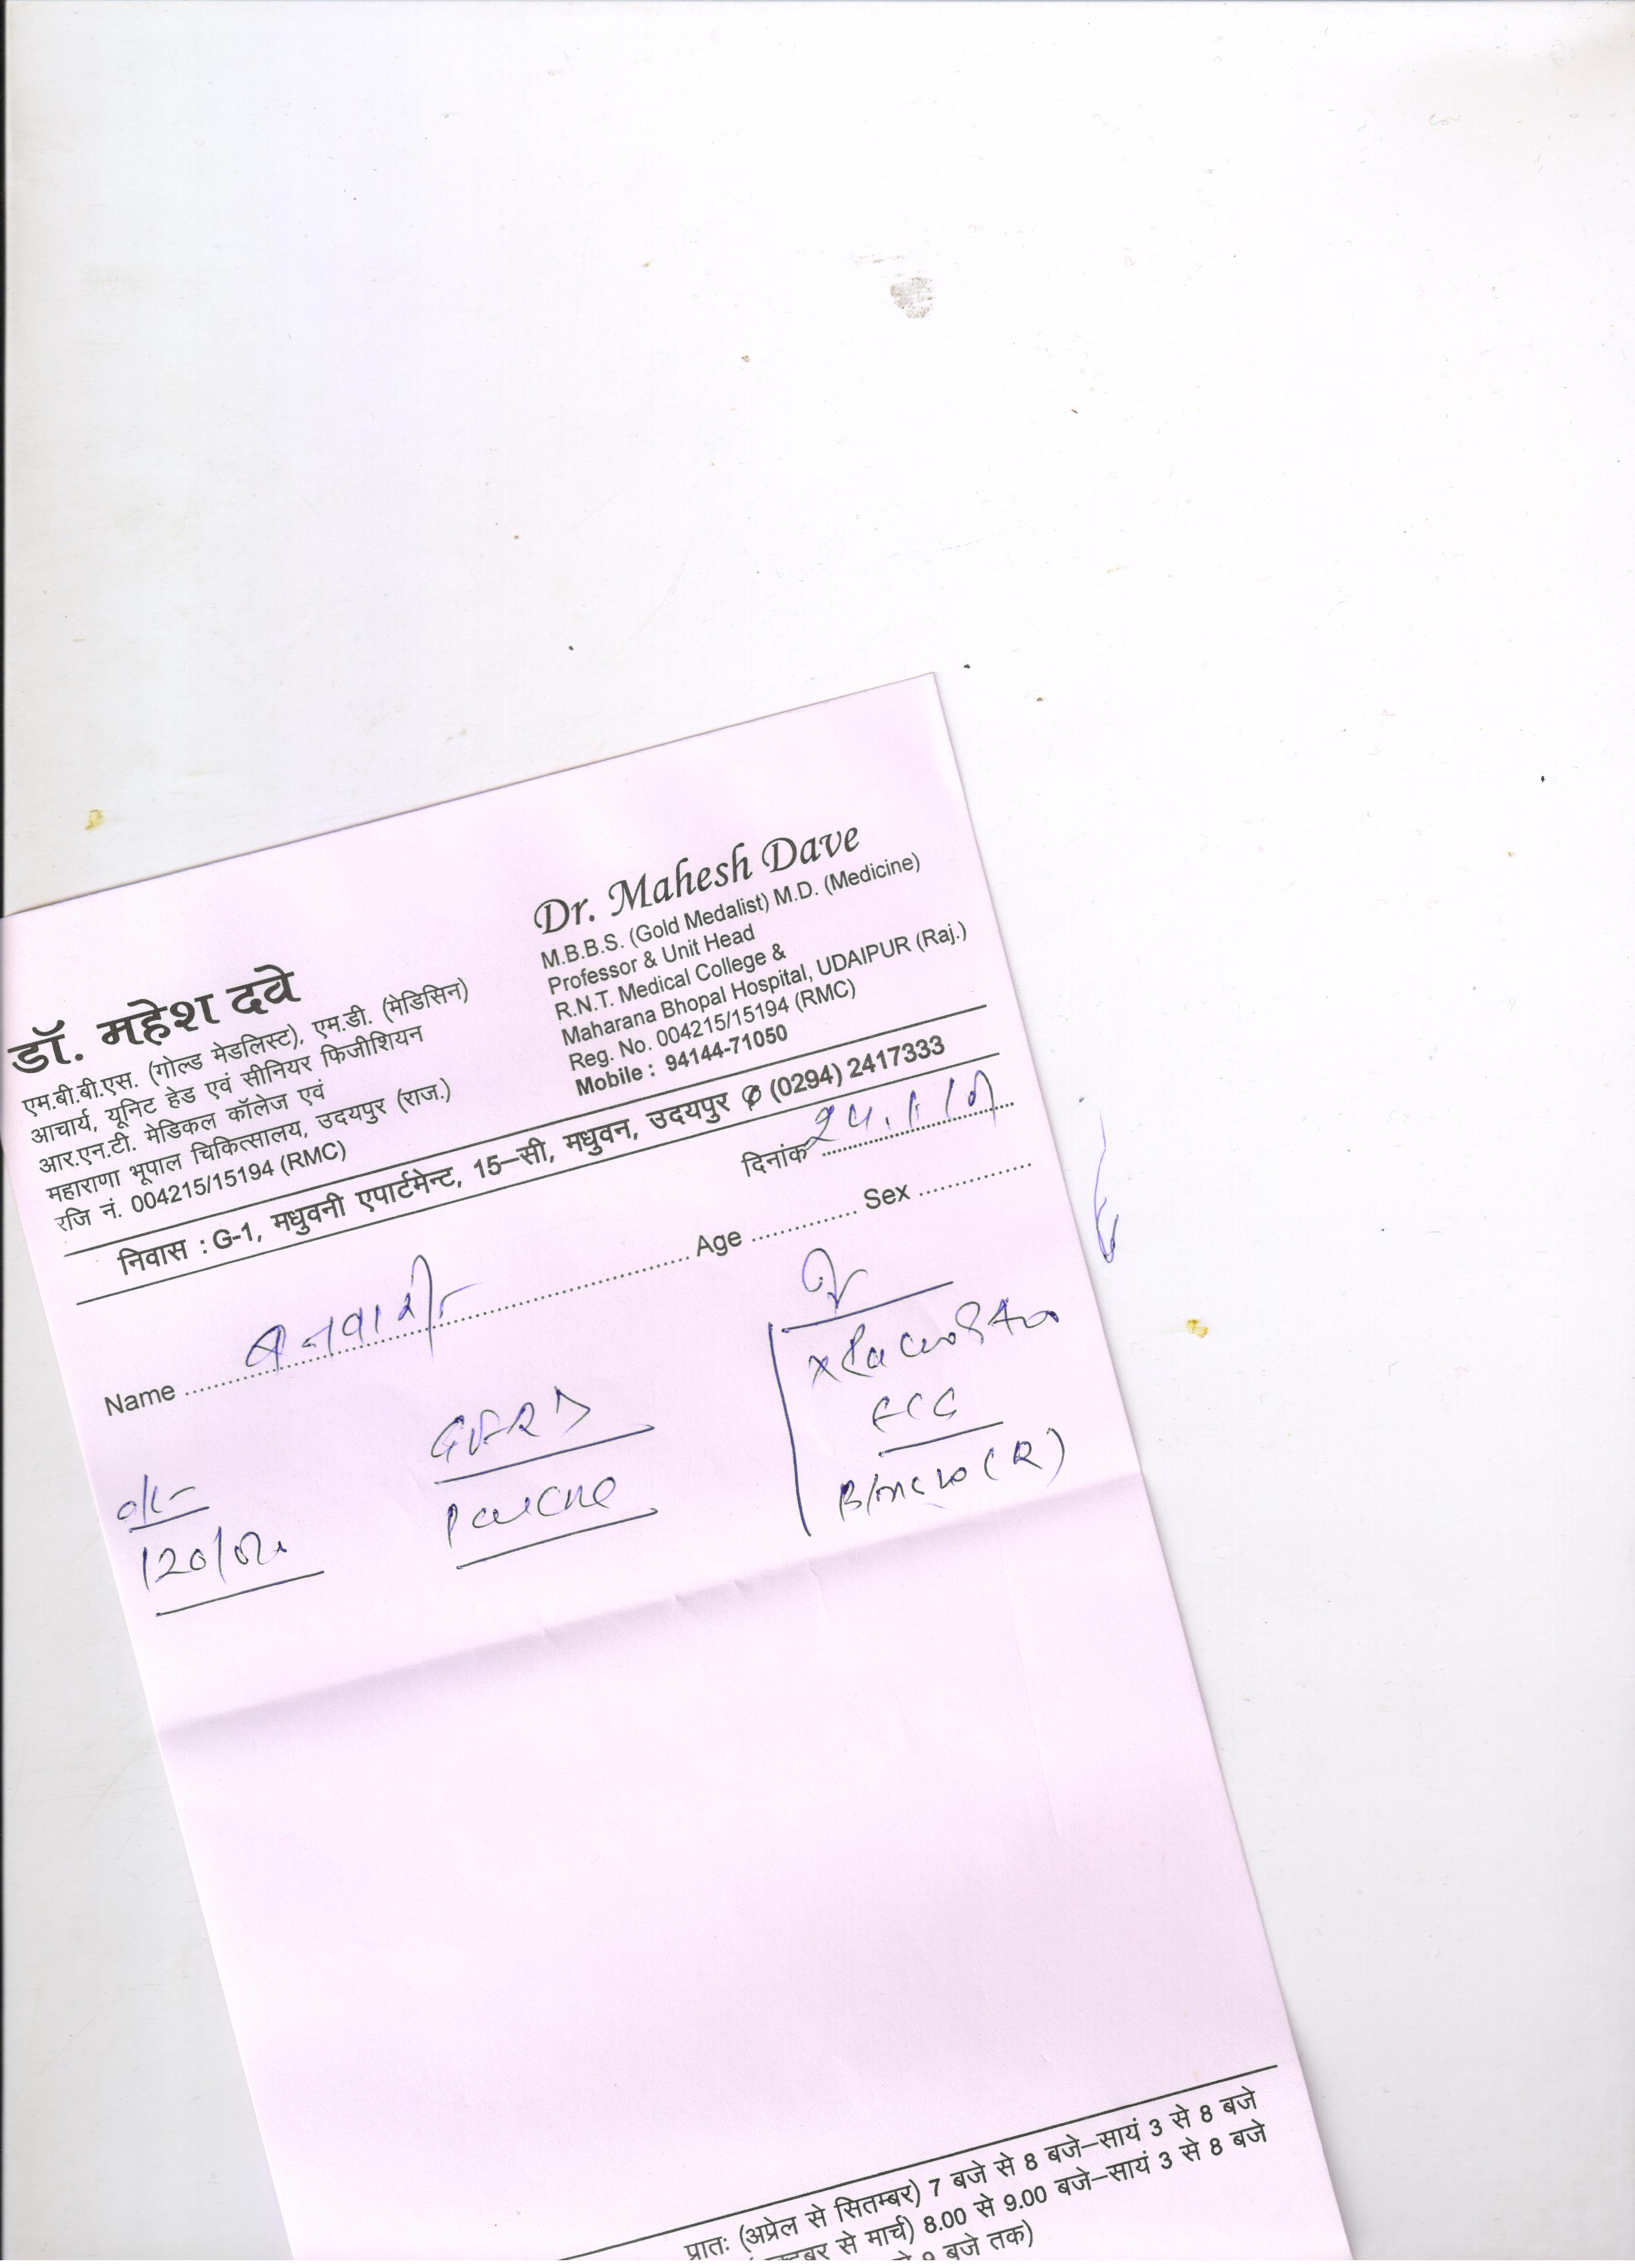 डॉ. महेश दवे
एम.बी.बी.एस. (गोल्ड मेडलिस्ट), एम.डी. (मेडिसिन)
आचार्य, यूनिट हेड एवं सीनियर फिजीशियन
आर.एन.टी. मेडिकल कॉलेज एवं
महाराणा भूपाल चिकित्सालय, उदयपुर (राज.)
रजि नं. 004215/15194 (RMC)
Dr. Mahesh Dave
M.B.B.S. (Gold Medalist) M.D. (Medicine)
Professor & Unit Head
R.N.T. Medical College &
Maharana Bhopal Hospital, UDAIPUR (Raj.)
Reg. No. 004215/15194 (RMC)
Mobile : 94144-71050
निवास : G-1, मधुवनी एपार्टमेन्ट, 15–सी, मधुवन, उदयपुर ✆ (0294) 2417333
दिनांक
Name बनवारी Age Sex
GERD
ECG
120/
प्रातः (अप्रेल से सितम्बर) 7 बजे से 8 बजे–सायं 3 से 8 बजे
से मार्च) 8.00 से 9.00 बजे–सायं 3 से 8 बजे
बजे तक)